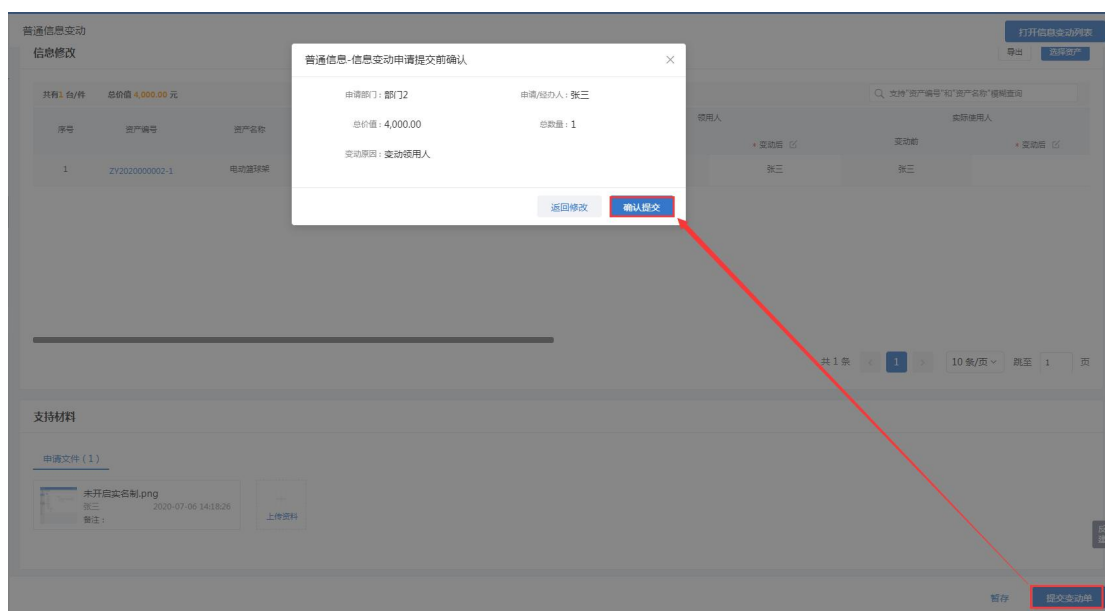 普通信息变动
打开信息变动列表
信息修改
导出 选择资产
普通信息-信息变动申请提交前确认
申请部门：部门2 申请/经办人：张三
总价值：4,000.00 总数量：1
变动原因：变动领用人
返回修改 确认提交
共有1 台/件 总价值 4,000.00 元
支持"资产编号"和"资产名称"模糊查询
序号 资产编号 资产名称 领用人 实际使用人
* 变动后 变动前 * 变动后
1 ZY2020000002-1 电动篮球架 张三 张三
共 1 条 < 1 > 10 条/页 跳至 1 页
支持材料
申请文件 ( 1 )
未开启实名制.png
张三 2020-07-06 14:18:26
备注：
上传资料
暂存 提交变动单